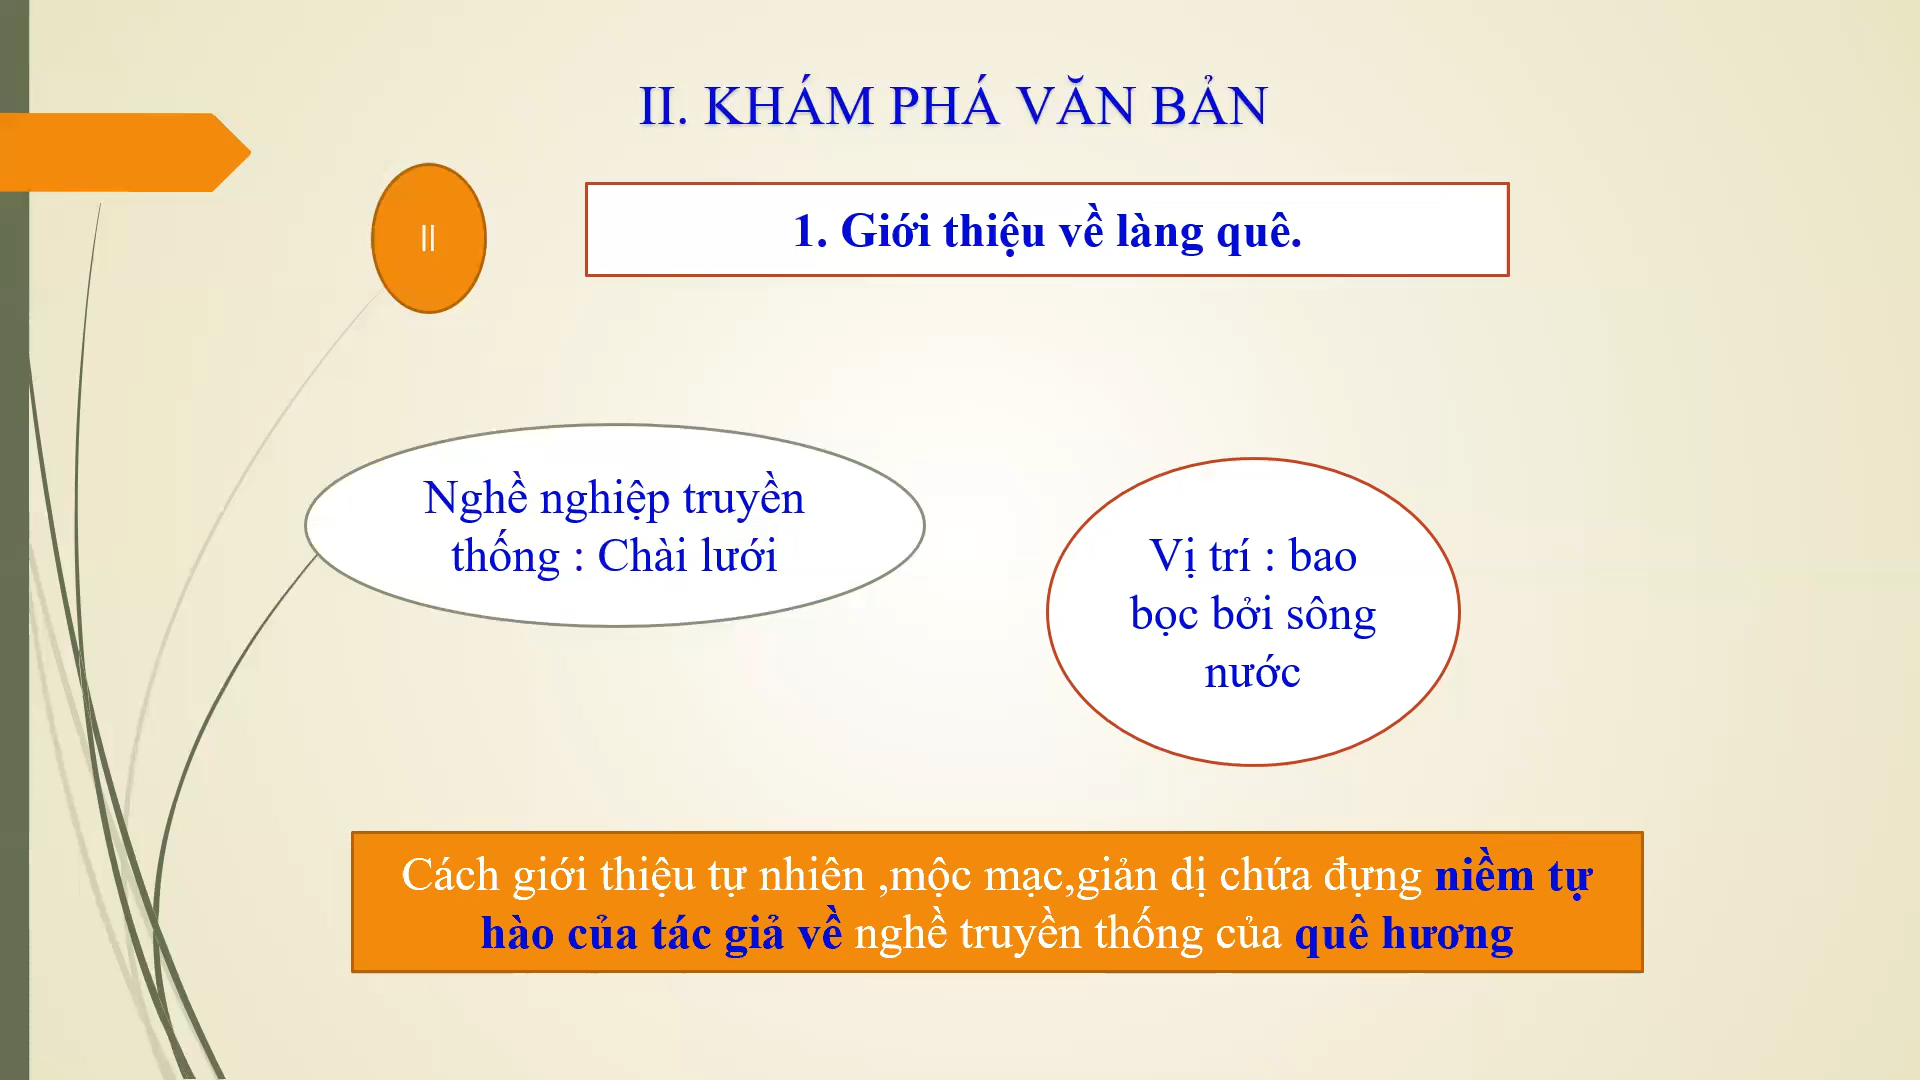 II. KHÁM PHÁ VĂN BẢN
II
1. Giới thiệu về làng quê.
Nghề nghiệp truyền
thống : Chài lưới
Vị trí : bao
bọc bởi sông
nước
Cách giới thiệu tự nhiên ,mộc mạc,giản dị chứa đựng niềm tự
hào của tác giả về nghề truyền thống của quê hương